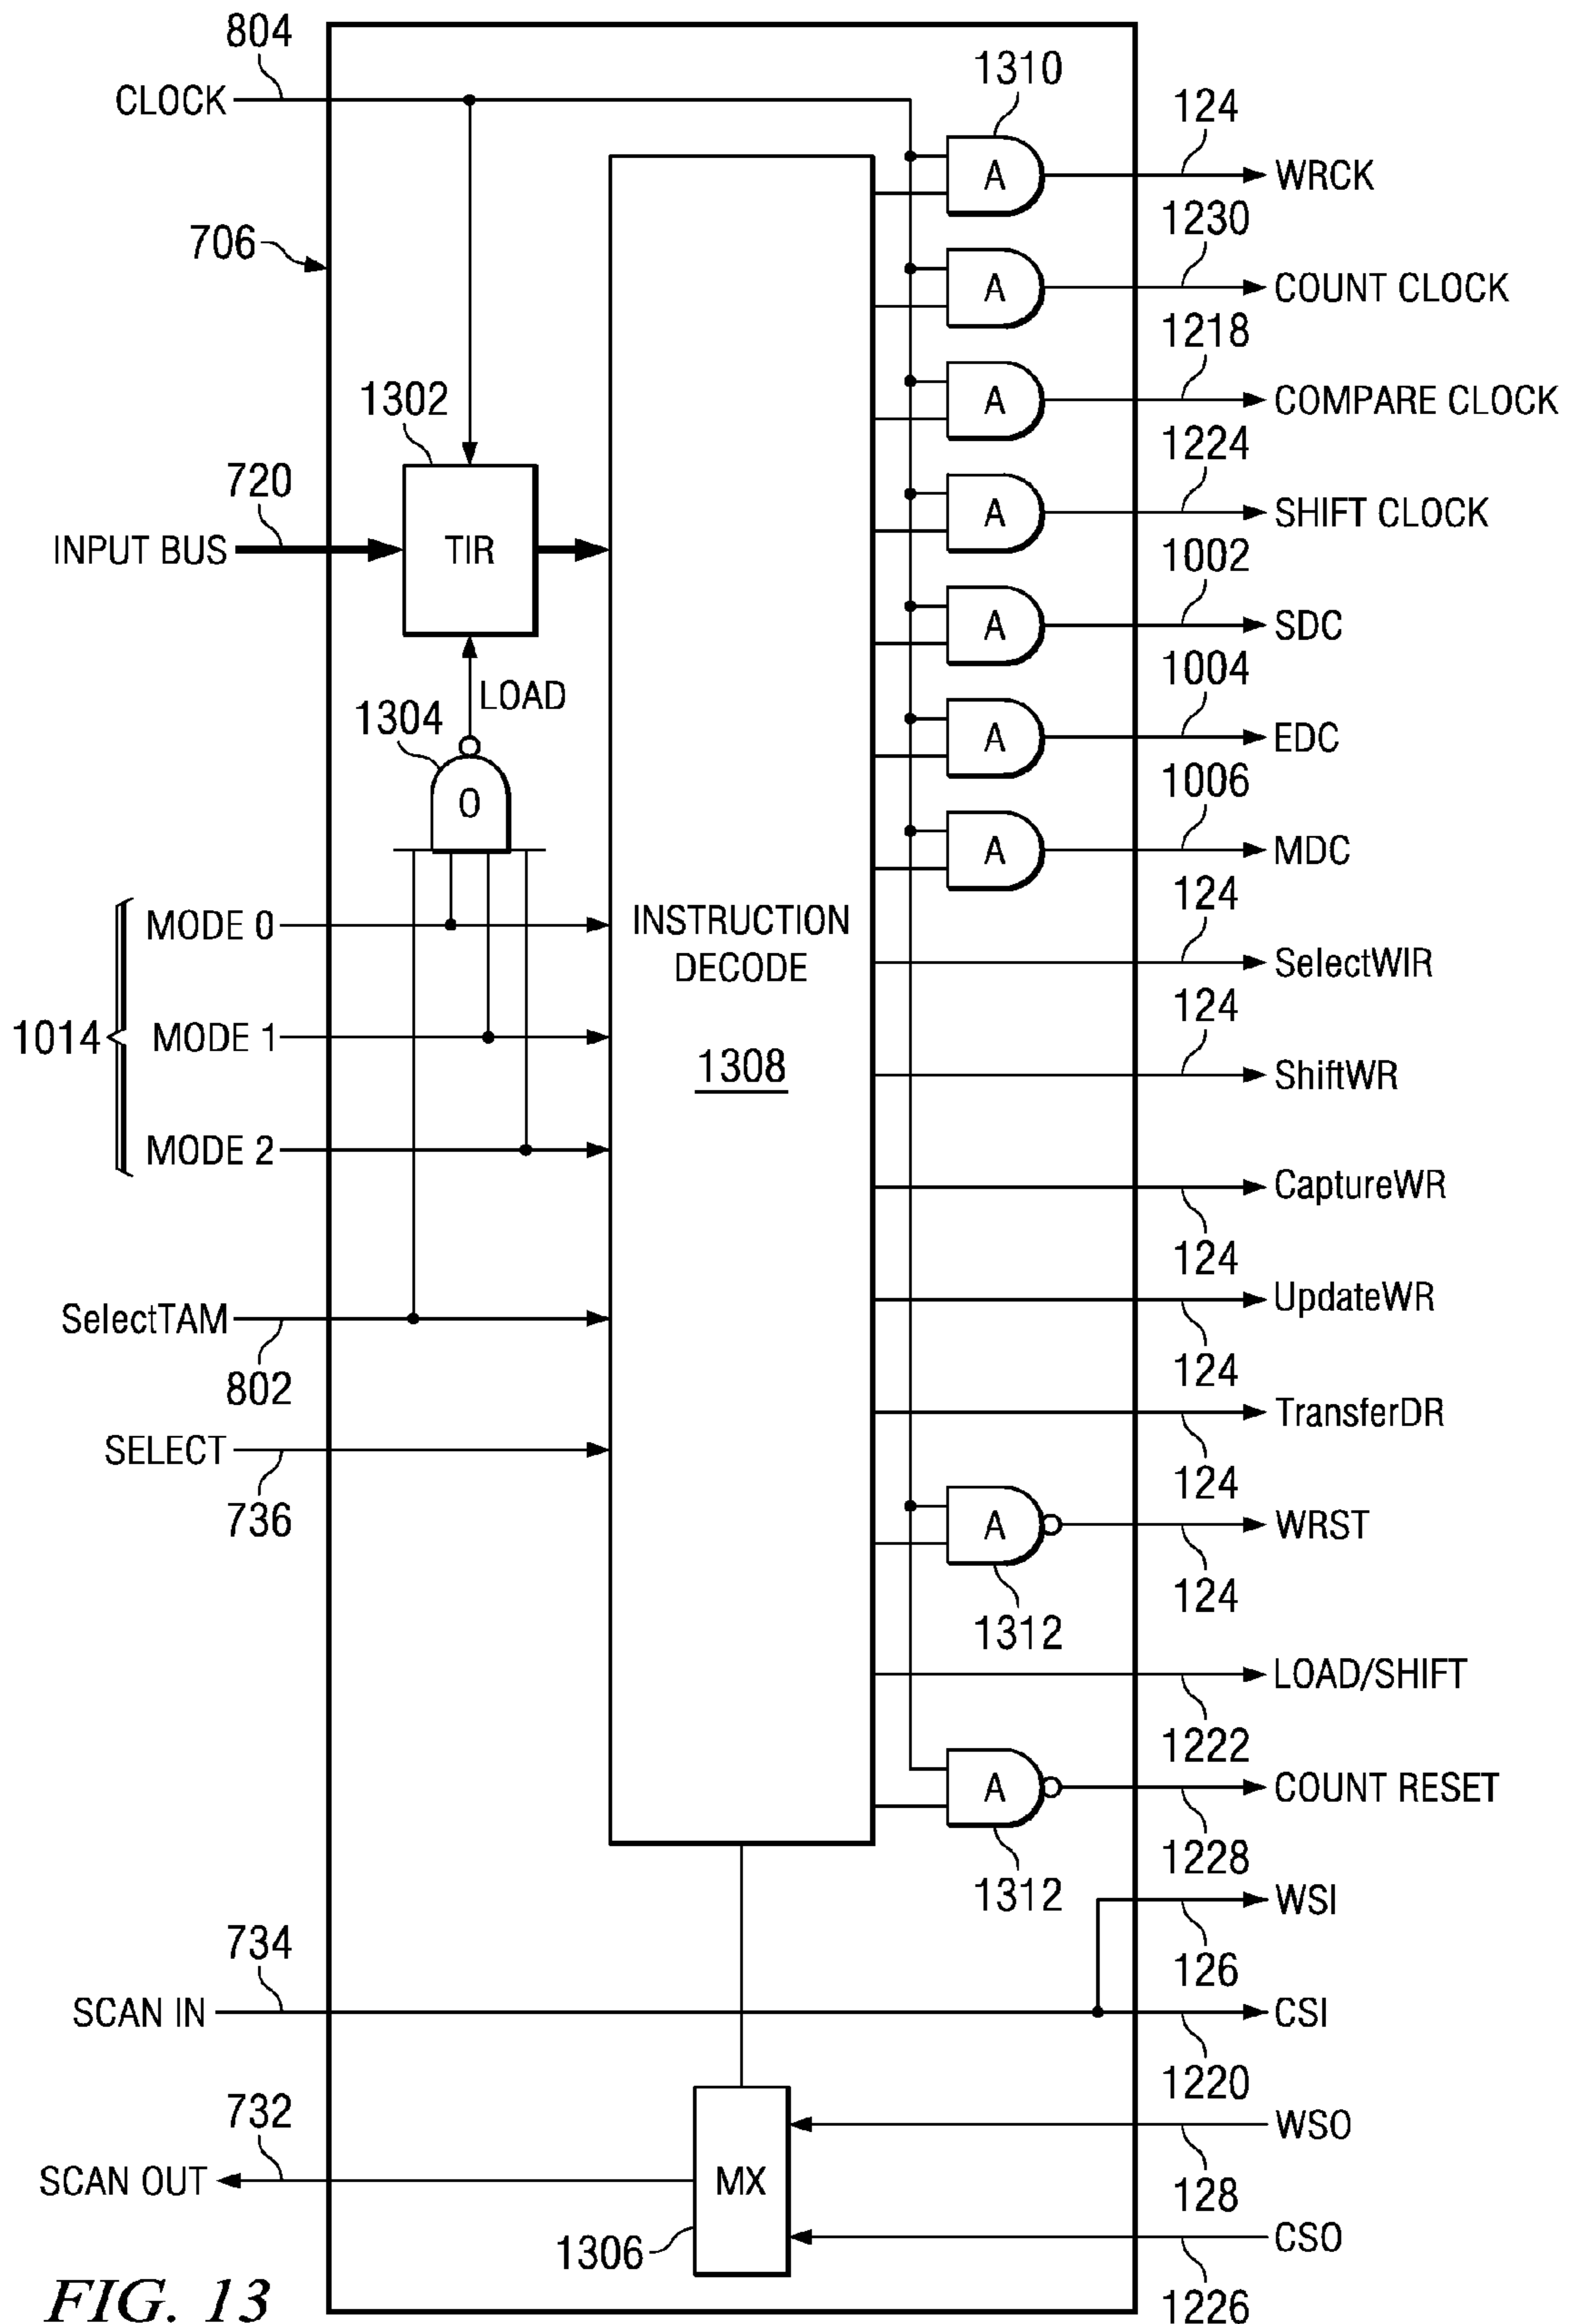 804
1310
CLOCK
124
A
WRCK
1230
706
A
COUNT CLOCK
1218
1302
A
COMPARE CLOCK
1224
720
A
SHIFT CLOCK
INPUT BUS
TIR
1002
A
SDC
LOAD
1004
1304
A
EDC
0
1006
A
MDC
124
MODE 0
INSTRUCTION
DECODE
SelectWIR
124
1014
MODE 1
1308
ShiftWR
MODE 2
CaptureWR
124
SelectTAM
UpdateWR
802
124
TransferDR
SELECT
124
736
A
WRST
124
1312
LOAD/SHIFT
1222
A
COUNT RESET
1228
1312
WSI
734
126
SCAN IN
CSI
1220
732
WSO
SCAN OUT
MX
128
1306
CSO
1226
FIG. 13